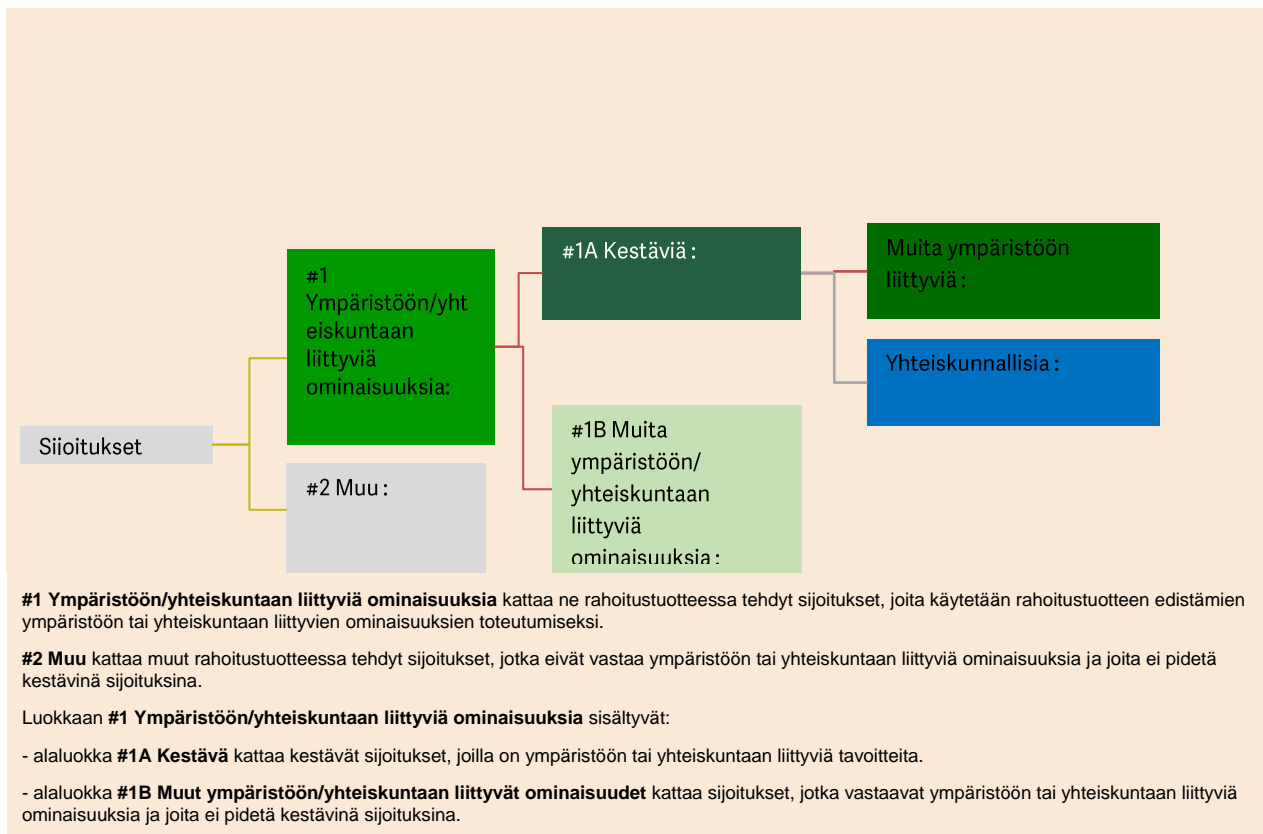 #1A Kestäviä :
Muita ympäristöön
liittyviä :
#1
Ympäristöön/yht
eiskuntaan
liittyviä
ominaisuuksia:
Yhteiskunnallisia :
#1B Muita
ympäristöön/
yhteiskuntaan
liittyviä
ominaisuuksia :
Sijoitukset
#2 Muu :
#1 Ympäristöön/yhteiskuntaan liittyviä ominaisuuksia kattaa ne rahoitustuotteessa tehdyt sijoitukset, joita käytetään rahoitustuotteen edistämien
ympäristöön tai yhteiskuntaan liittyvien ominaisuuksien toteutumiseksi.
#2 Muu kattaa muut rahoitustuotteessa tehdyt sijoitukset, jotka eivät vastaa ympäristöön tai yhteiskuntaan liittyviä ominaisuuksia ja joita ei pidetä
kestävinä sijoituksina.
Luokkaan #1 Ympäristöön/yhteiskuntaan liittyviä ominaisuuksia sisältyvät:
- alaluokka #1A Kestävä kattaa kestävät sijoitukset, joilla on ympäristöön tai yhteiskuntaan liittyviä tavoitteita.
- alaluokka #1B Muut ympäristöön/yhteiskuntaan liittyvät ominaisuudet kattaa sijoitukset, jotka vastaavat ympäristöön tai yhteiskuntaan liittyviä
ominaisuuksia ja joita ei pidetä kestävinä sijoituksina.